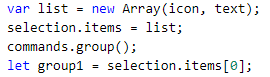 var list = new Array(icon, text);
selection.items = list;
commands.group();
let group1 = selection.items[0];